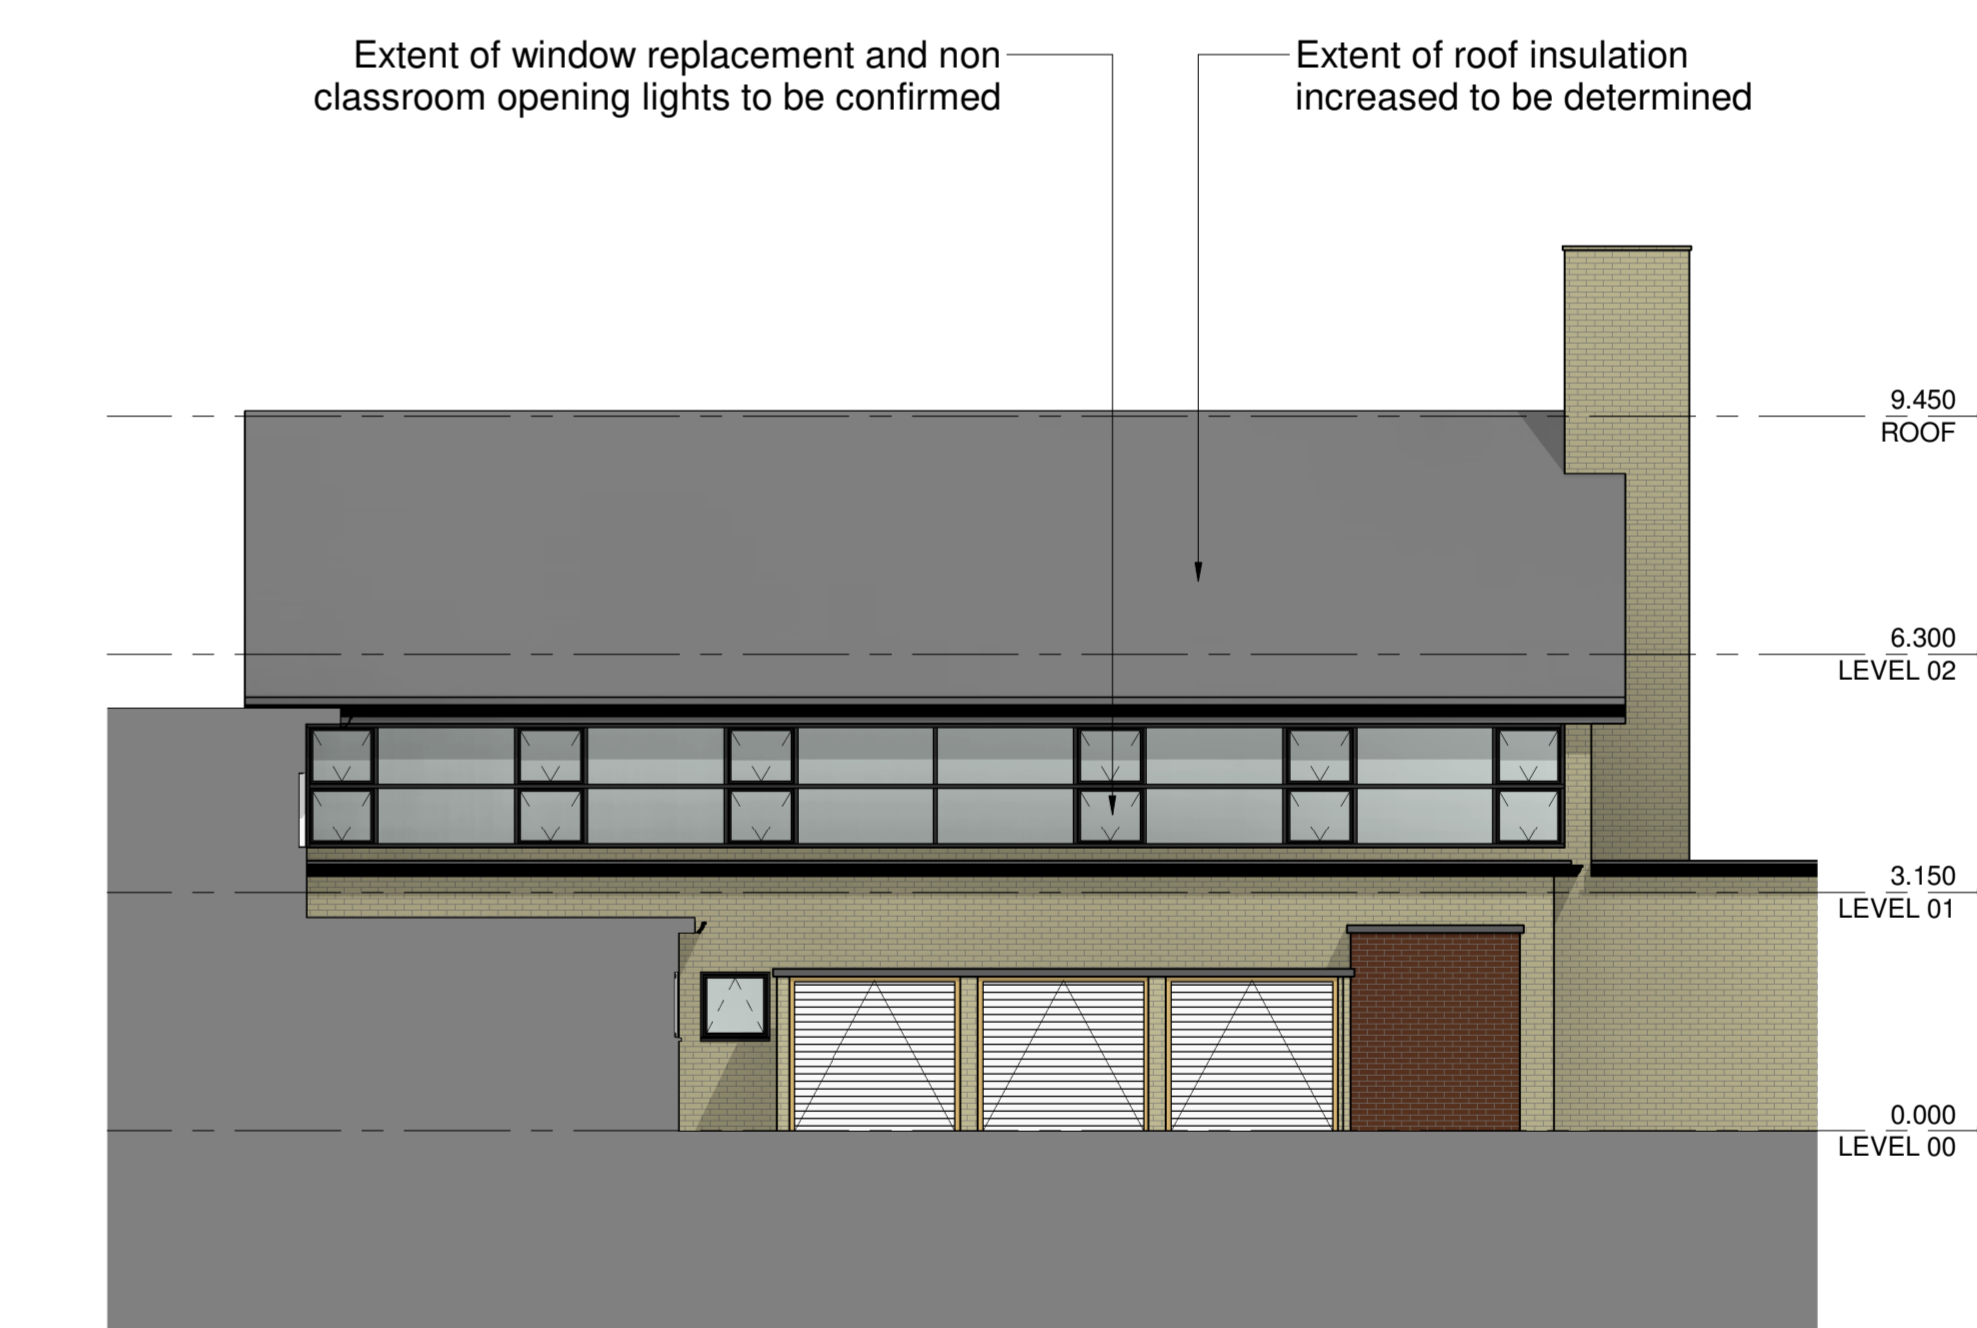 Extent of window replacement and non
classroom opening lights to be confirmed
Extent of roof insulation
increased to be determined
9.450
ROOF
6.300
LEVEL 02
3.150
LEVEL 01
0.000
LEVEL 00